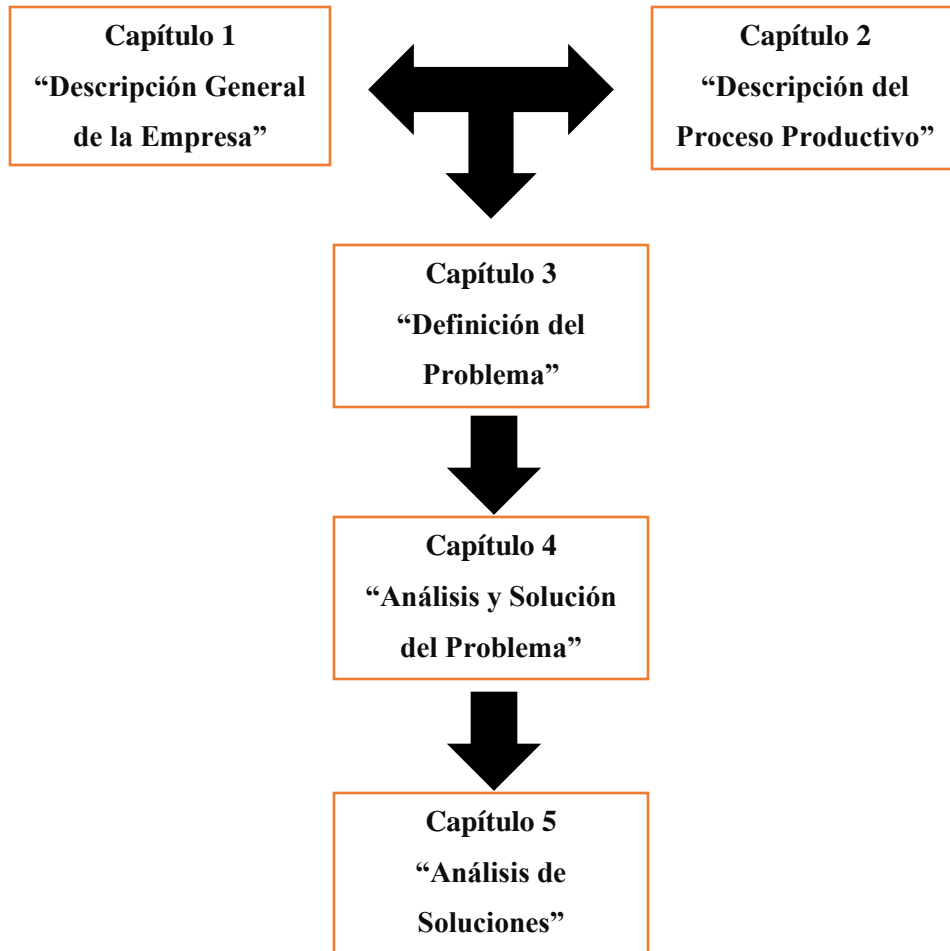 Capítulo 1
“Descripción General
de la Empresa”
Capítulo 2
“Descripción del
Proceso Productivo”
Capítulo 3
“Definición del
Problema”
Capítulo 4
“Análisis y Solución
del Problema”
Capítulo 5
“Análisis de
Soluciones”